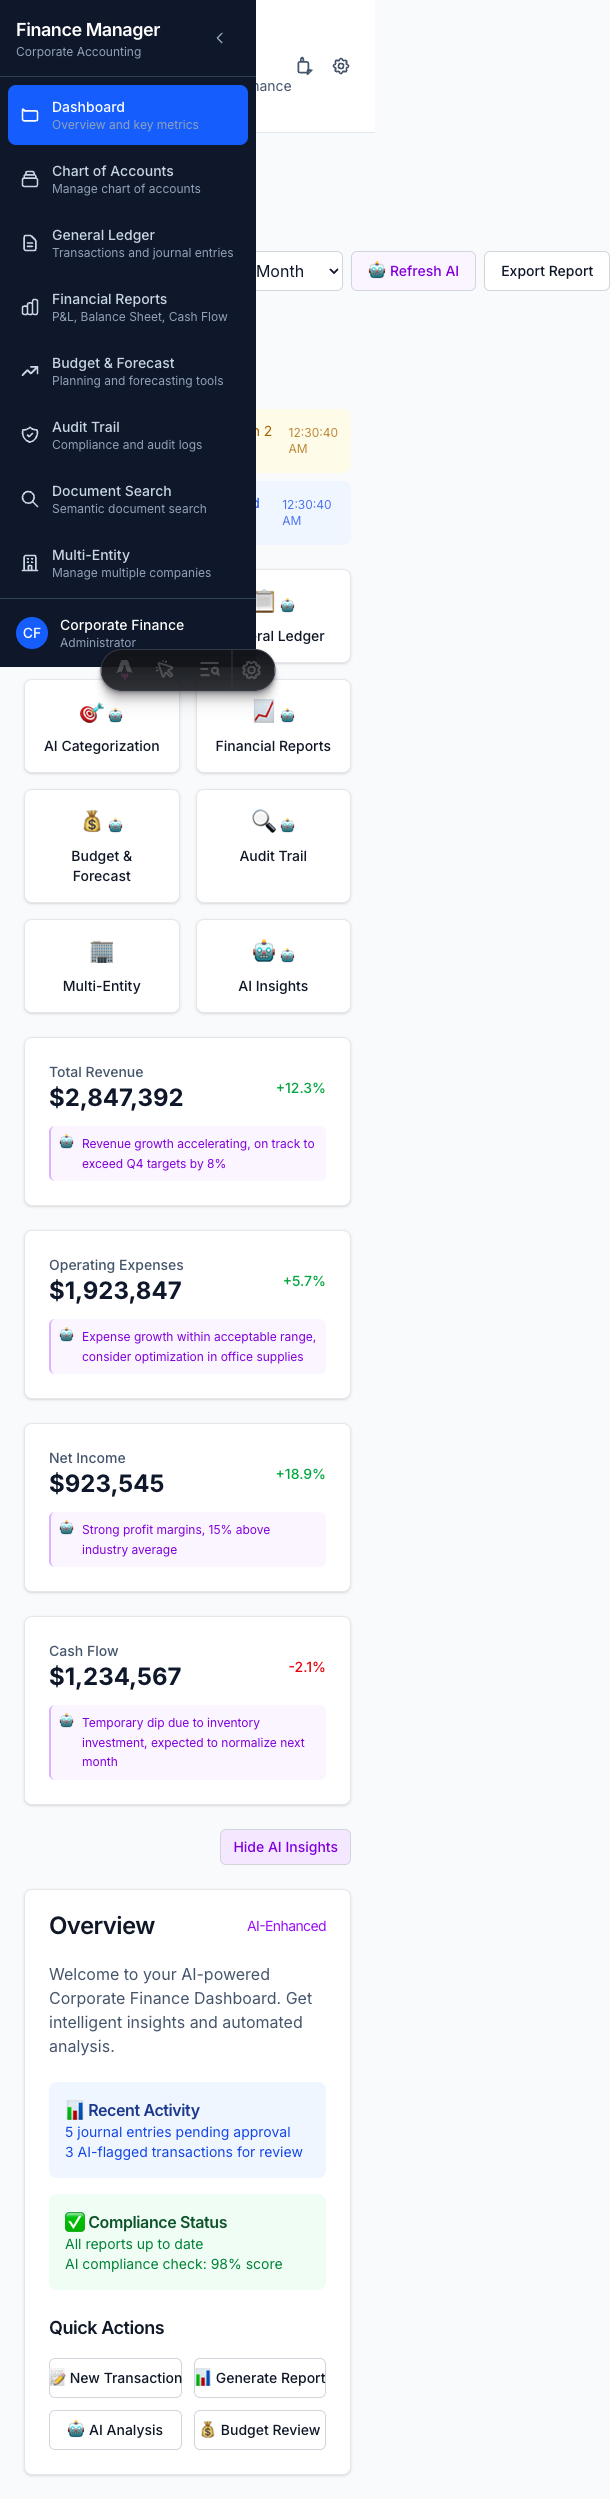 Finance Manager
Corporate Accounting
Dashboard
Overview and key metrics
Chart of Accounts
Manage chart of accounts
General Ledger
Transactions and journal entries
Financial Reports
P&L, Balance Sheet, Cash Flow
Budget & Forecast
Planning and forecasting tools
Audit Trail
Compliance and audit logs
Document Search
Semantic document search
Multi-Entity
Manage multiple companies
CF
Corporate Finance
Administrator
Month
Refresh AI
Export Report
2
12:30:40
AM
12:30:40
AM
Ledger
AI Categorization
Financial Reports
Budget &
Forecast
Audit Trail
Multi-Entity
AI Insights
Total Revenue
$2,847,392
+12.3%
Revenue growth accelerating, on track to
exceed Q4 targets by 8%
Operating Expenses
$1,923,847
+5.7%
Expense growth within acceptable range,
consider optimization in office supplies
Net Income
$923,545
+18.9%
Strong profit margins, 15% above
industry average
Cash Flow
$1,234,567
-2.1%
Temporary dip due to inventory
investment, expected to normalize next
month
Hide AI Insights
Overview
AI-Enhanced
Welcome to your AI-powered
Corporate Finance Dashboard. Get
intelligent insights and automated
analysis.
Recent Activity
5 journal entries pending approval
3 AI-flagged transactions for review
Compliance Status
All reports up to date
AI compliance check: 98% score
Quick Actions
New Transaction
Generate Report
AI Analysis
Budget Review